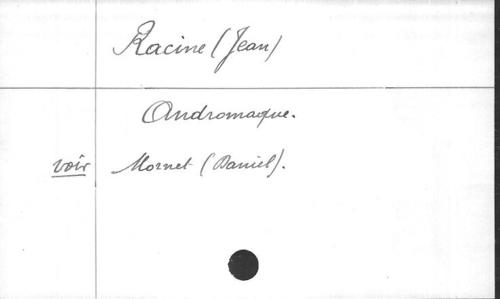 Racine (Jean)
Andromaque.
voir Mornet (Daniel).